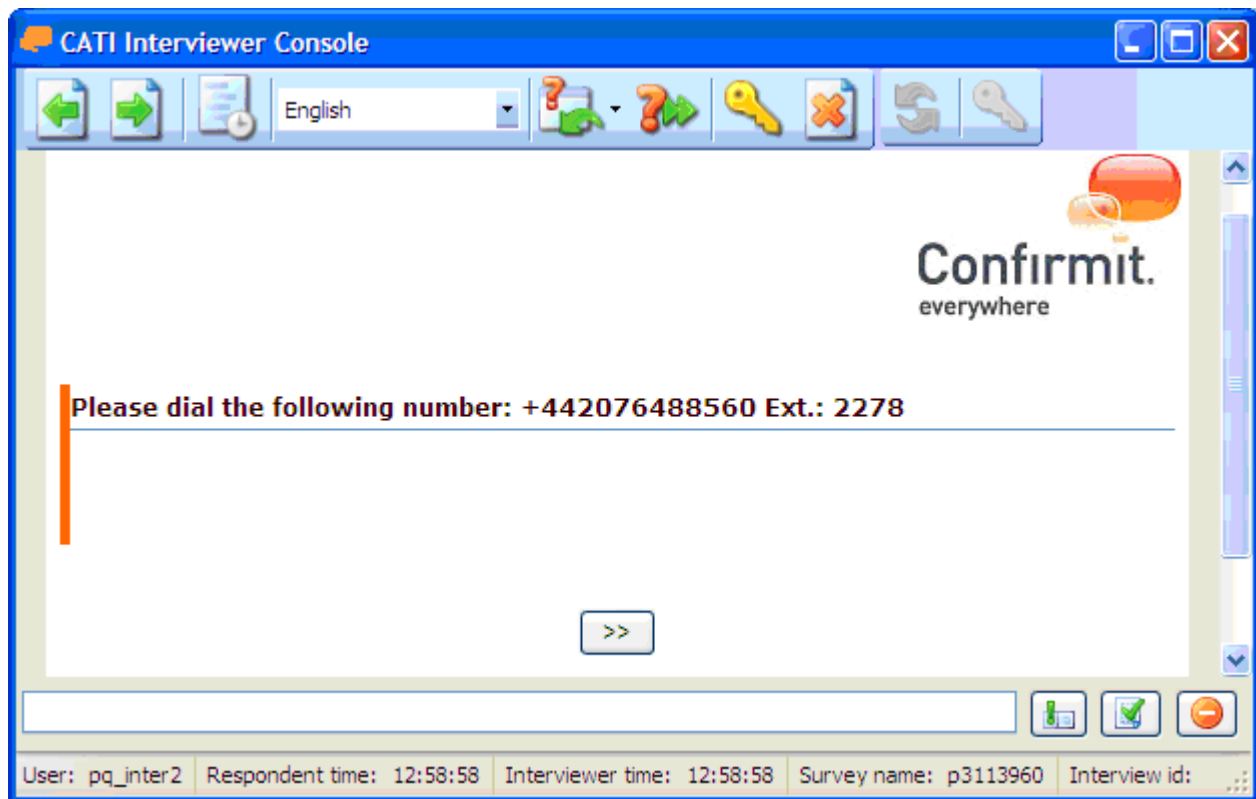 CATI Interviewer Console
English
Confirmit.
everywhere
Please dial the following number: +442076488560 Ext.: 2278
>>
User: pq_inter2 Respondent time: 12:58:58 Interviewer time: 12:58:58 Survey name: p3113960 Interview id: